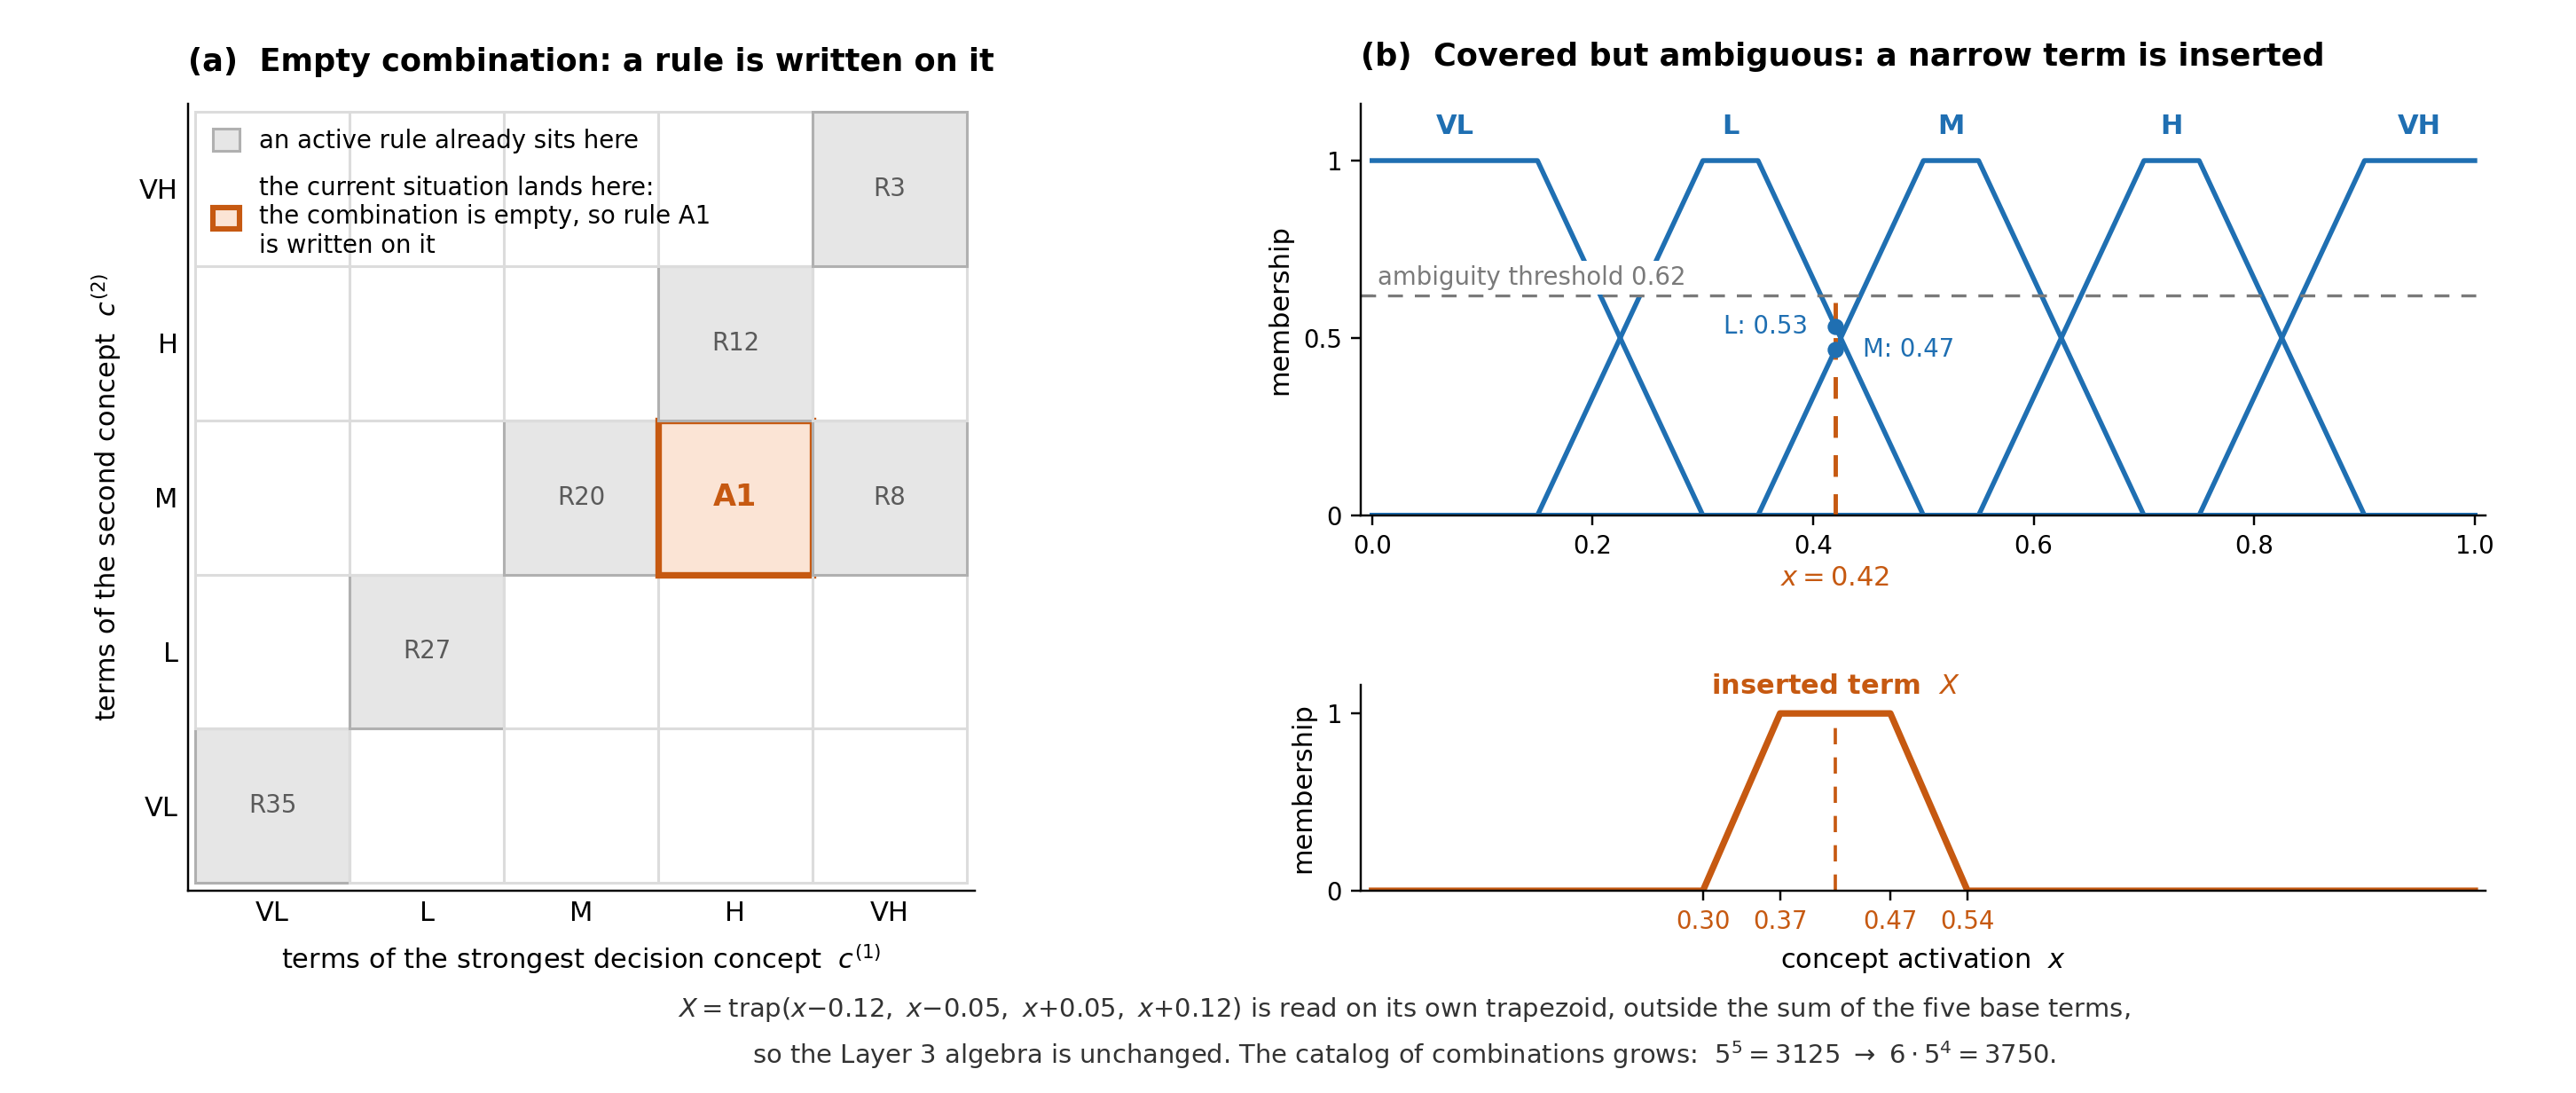 (a)  Empty combination: a rule is written on it
an active rule already sits here
the current situation lands here:
the combination is empty, so rule A1
is written on it
VH
H
M
L
VL
terms of the second concept  c⁽²⁾
R3
R12
R20
A1
R8
R27
R35
VL
L
M
H
VH
terms of the strongest decision concept  c⁽¹⁾
(b)  Covered but ambiguous: a narrow term is inserted
VL
L
M
H
VH
membership
1
0.5
0
ambiguity threshold 0.62
L: 0.53
M: 0.47
0.0
0.2
0.4
0.6
0.8
1.0
x = 0.42
inserted term  X
membership
1
0
0.30
0.37
0.47
0.54
concept activation  x
X = trap(x−0.12, x−0.05, x+0.05, x+0.12) is read on its own trapezoid, outside the sum of the five base terms,
so the Layer 3 algebra is unchanged. The catalog of combinations grows:  5⁵ = 3125 → 6 · 5⁴ = 3750.